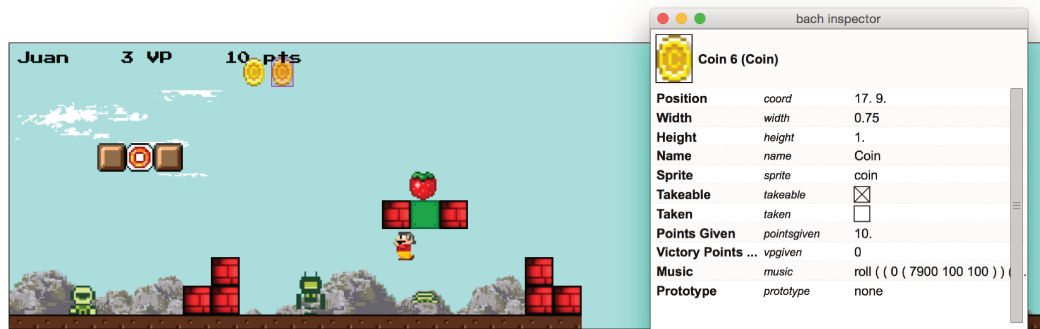 bach inspector
Juan 3 VP 10 pts
Coin 6 (Coin)
Position coord 17. 9.
Width width 0.75
Height height 1.
Name name Coin
Sprite sprite coin
Takeable takeable
Taken taken
Points Given pointsgiven 10.
Victory Points ... vpgiven 0
Music music roll ( ( 0 ( 7900 100 100 ) ) (...
Prototype prototype none